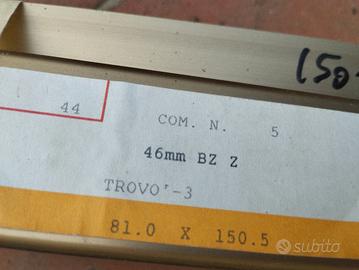 150
44
COM. N. 5
46mm BZ Z
TROVO'-3
81.0 X 150.5
subito